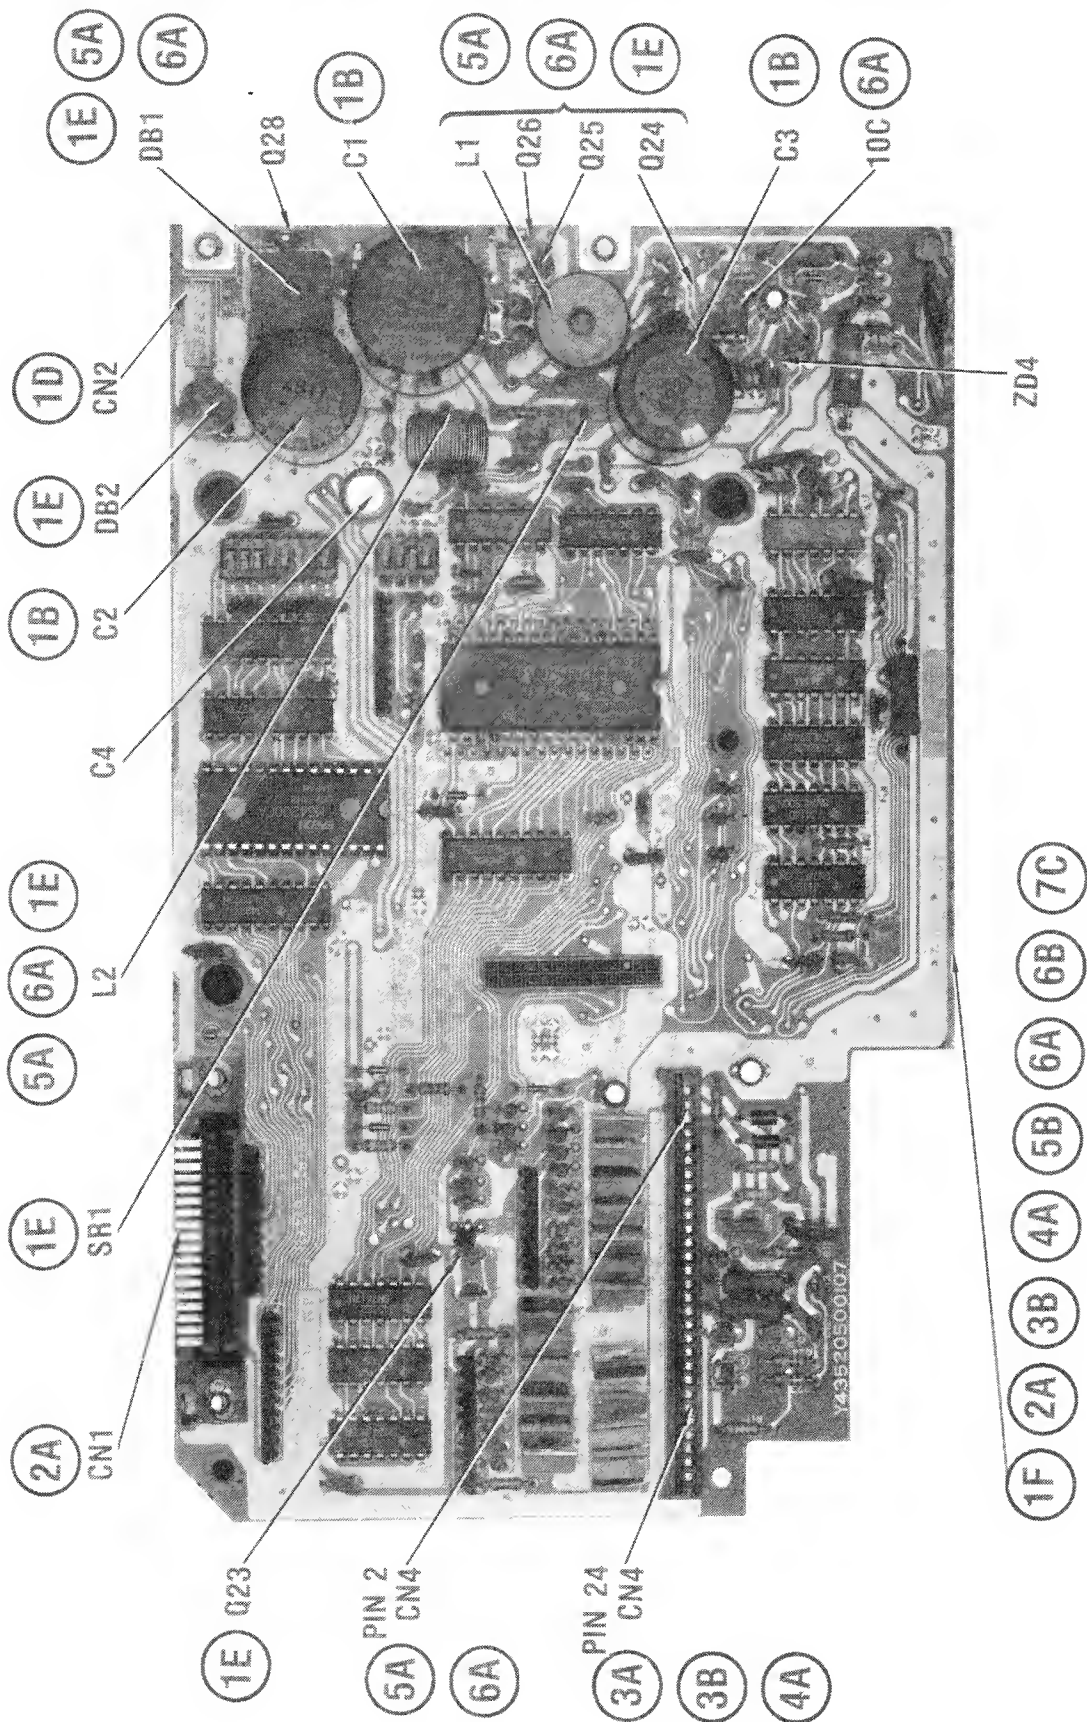 2A
CN1
1E
SR1
5A 6A 1E
L2
C4
1B
C2
1E
DB2
1D
CN2
1E 5A 6A
DB1
Q28
1B
C1
5A 6A 1E
L1
Q26
Q25
Q24
1B
C3
6A
10C
ZD4
1E
Q23
5A 6A
PIN 2
CN4
3A 3B 4A
PIN 24
CN4
Y43520500107
1F 2A 3B 4A 5B 6A 6B 7C